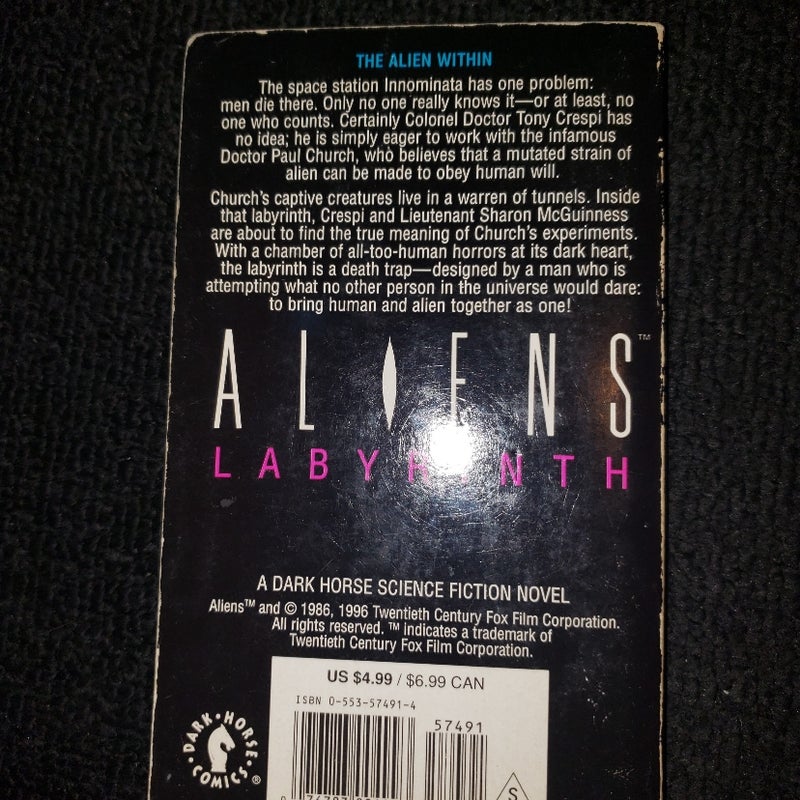 THE ALIEN WITHIN
The space station Innominata has one problem:
men die there. Only no one really knows it—or at least, no
one who counts. Certainly Colonel Doctor Tony Crespi has
no idea; he is simply eager to work with the infamous
Doctor Paul Church, who believes that a mutated strain of
alien can be made to obey human will.
Church's captive creatures live in a warren of tunnels. Inside
that labyrinth, Crespi and Lieutenant Sharon McGuinness
are about to find the true meaning of Church's experiments.
With a chamber of all-too-human horrors at its dark heart,
the labyrinth is a death trap—designed by a man who is
attempting what no other person in the universe would dare:
to bring human and alien together as one!
ALIENS™
LABYRINTH
A DARK HORSE SCIENCE FICTION NOVEL
Aliens™ and © 1986, 1996 Twentieth Century Fox Film Corporation.
All rights reserved. ™ indicates a trademark of
Twentieth Century Fox Film Corporation.
US $4.99 / $6.99 CAN
ISBN 0-553-57491-4
57491
DARK·HORSE·COMICS®
S